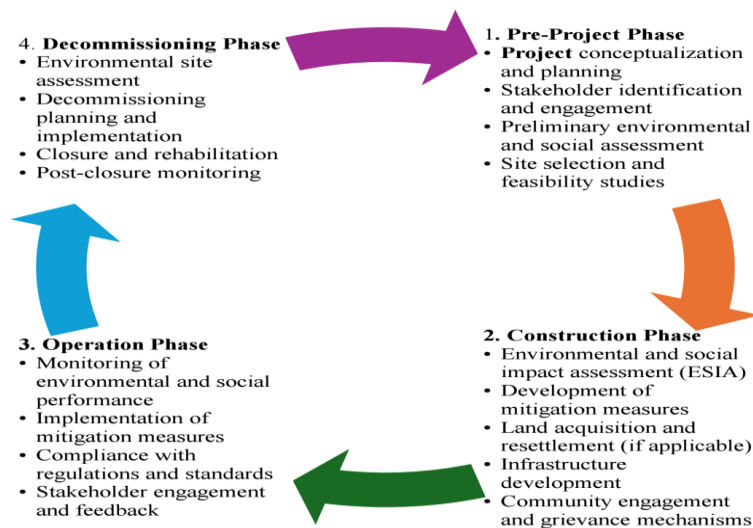 1. Pre-Project Phase
• Project conceptualization
and planning
• Stakeholder identification
and engagement
• Preliminary environmental
and social assessment
• Site selection and
feasibility studies
2. Construction Phase
• Environmental and social
impact assessment (ESIA)
• Development of
mitigation measures
• Land acquisition and
resettlement (if applicable)
• Infrastructure
development
• Community engagement
and grievance mechanisms
3. Operation Phase
• Monitoring of
environmental and social
performance
• Implementation of
mitigation measures
• Compliance with
regulations and standards
• Stakeholder engagement
and feedback
4. Decommissioning Phase
• Environmental site
assessment
• Decommissioning
planning and
implementation
• Closure and rehabilitation
• Post-closure monitoring